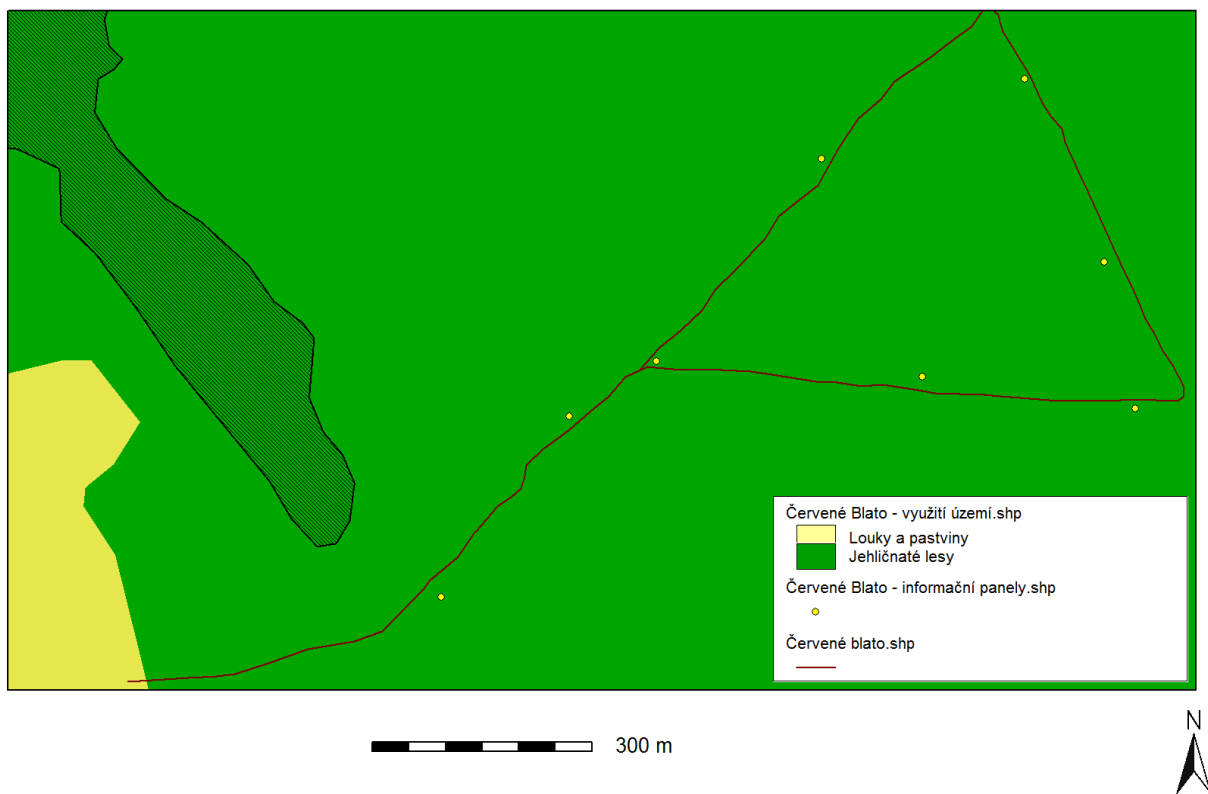 Červené Blato - využití území.shp
Louky a pastviny
Jehličnaté lesy
Červené Blato - informační panely.shp
Červené blato.shp
300 m
N